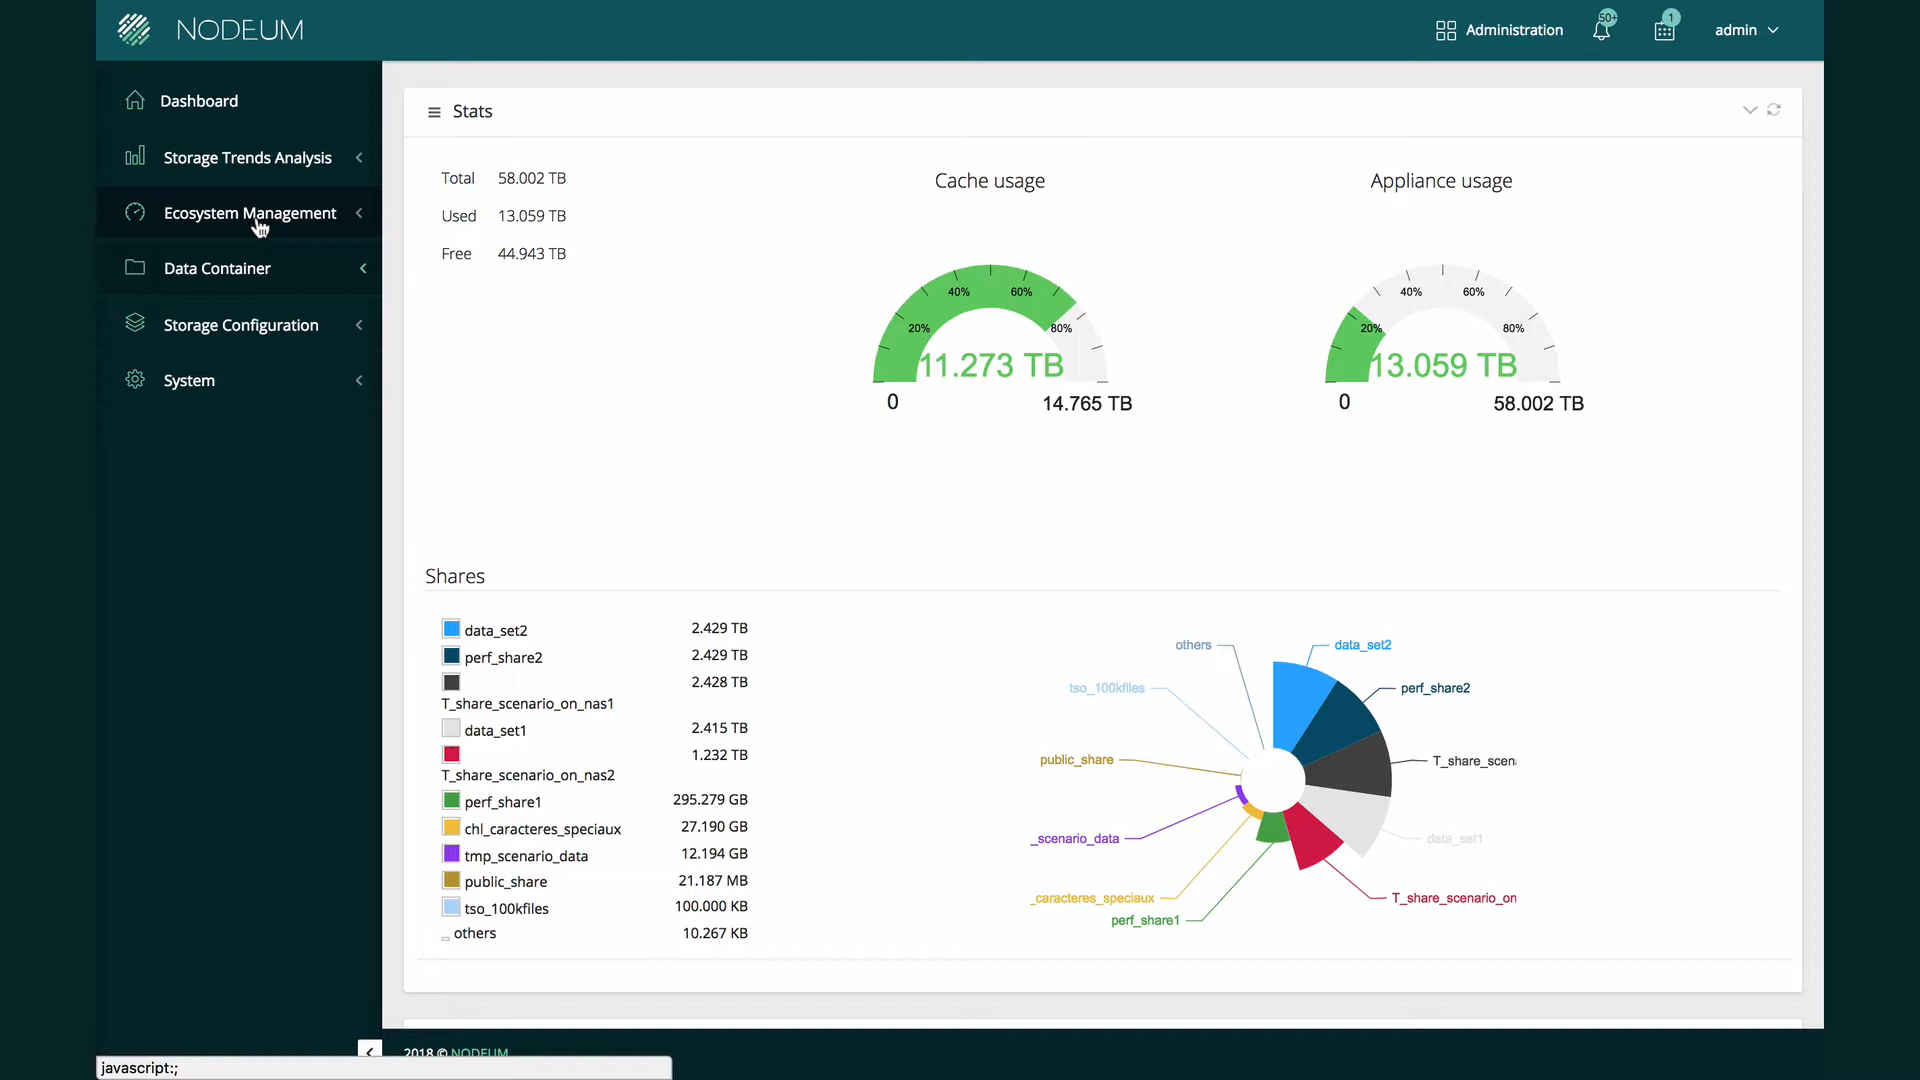 NODEUM
Administration
50+
1
admin
Dashboard
Storage Trends Analysis
Ecosystem Management
Data Container
Storage Configuration
System
Stats
Total 58.002 TB
Used 13.059 TB
Free 44.943 TB
Cache usage
20% 40% 60% 80%
11.273 TB
0 14.765 TB
Appliance usage
20% 40% 60% 80%
13.059 TB
0 58.002 TB
Shares
data_set2 2.429 TB
perf_share2 2.429 TB
2.428 TB
T_share_scenario_on_nas1
data_set1 2.415 TB
1.232 TB
T_share_scenario_on_nas2
perf_share1 295.279 GB
chl_caracteres_speciaux 27.190 GB
tmp_scenario_data 12.194 GB
public_share 21.187 MB
tso_100kfiles 100.000 KB
others 10.267 KB
others
data_set2
tso_100kfiles
perf_share2
public_share
T_share_scen
_scenario_data
data_set1
_caracteres_speciaux
T_share_scenario_on
perf_share1
2018 © NODEUM
javascript:;